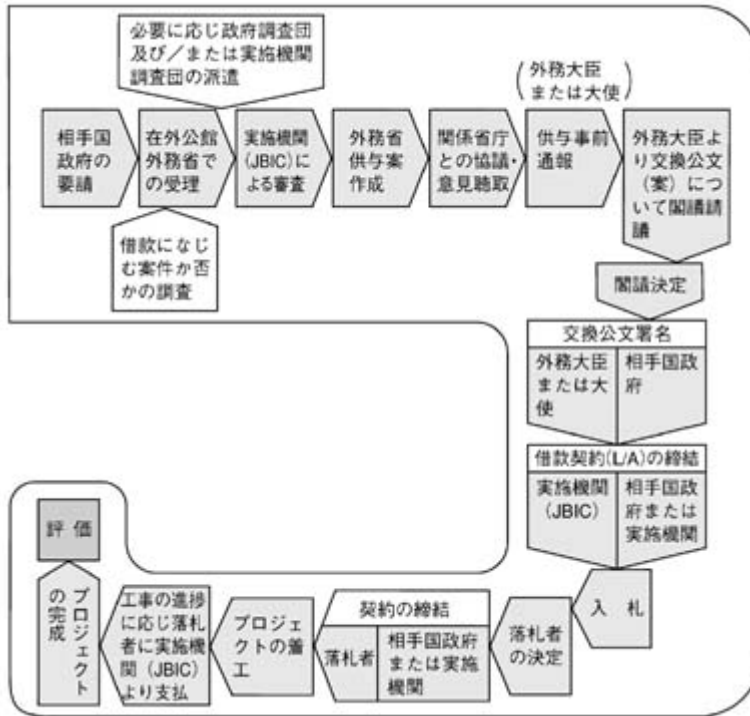 必要に応じ政府調査団
及び／または実施機関
調査団の派遣
相手国
政府の
要請
在外公館
外務省で
の受理
借款になじ
む案件か否
かの調査
実施機関
(JBIC)に
よる審査
外務省
供与案
作成
関係省庁
との協議・
意見聴取
(外務大臣
または大使)
供与事前
通報
外務大臣よ
り交換公文
（案）につ
いて閣議請
議
閣議決定
交換公文署名
外務大臣
または大
使
相手国政
府
借款契約(L/A)の締結
実施機関
(JBIC)
相手国政
府または
実施機関
入 札
落札者
の決定
契約の締結
落札者
相手国政府
または実施
機関
プロジェ
クトの着
工
工事の進捗
に応じ落札
者に実施機
関（JBIC）
より支払
プロジェクト
の完成
評 価